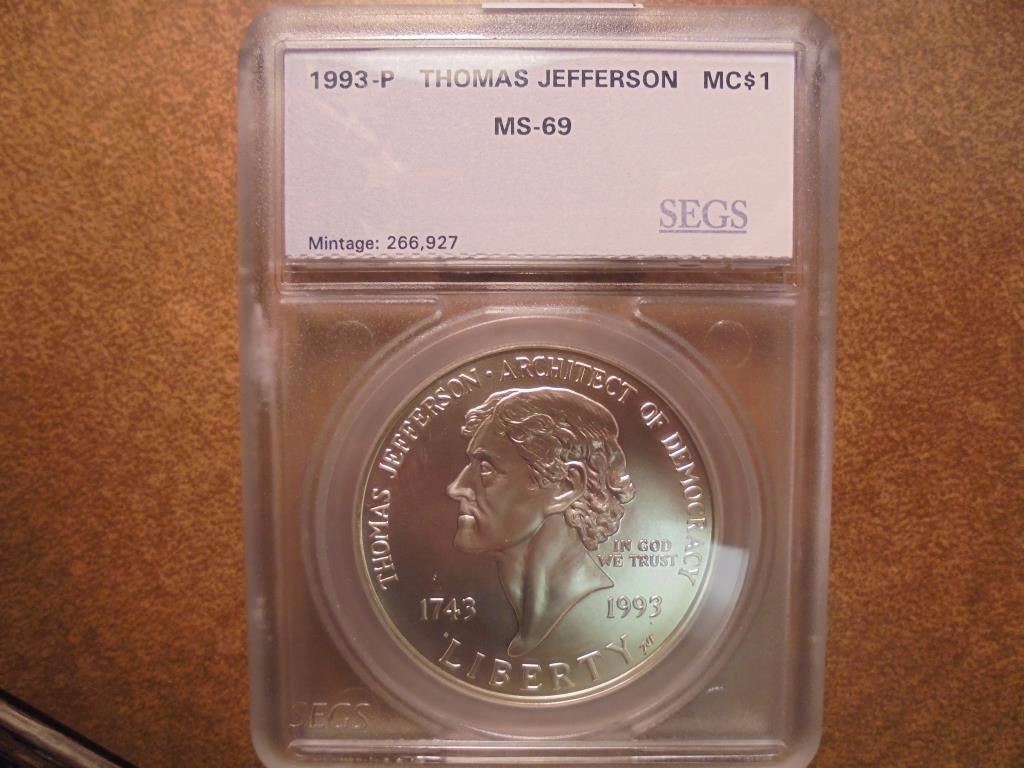 1993-P THOMAS JEFFERSON MC$1
MS-69
SEGS
Mintage: 266,927
THOMAS JEFFERSON · ARCHITECT OF DEMOCRACY
IN GOD
WE TRUST
1743 1993
LIBERTY
SEGS